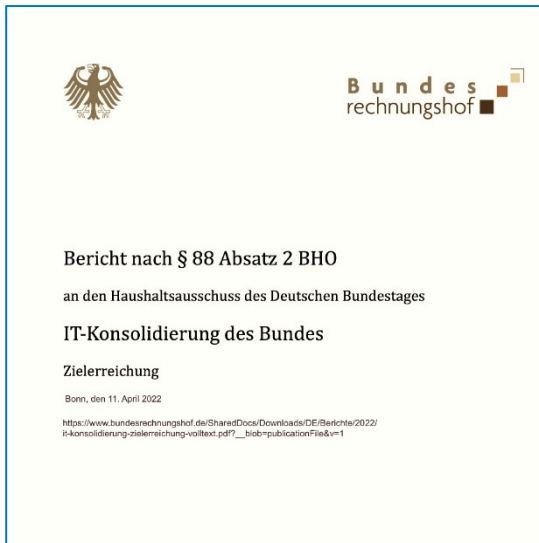 Bundes
rechnungshof
Bericht nach § 88 Absatz 2 BHO
an den Haushaltsausschuss des Deutschen Bundestages
IT-Konsolidierung des Bundes
Zielerreichung
Bonn, den 11. April 2022
https://www.bundesrechnungshof.de/SharedDocs/Downloads/DE/Berichte/2022/
it-konsolidierung-zielerreichung-volltext.pdf?__blob=publicationFile&v=1